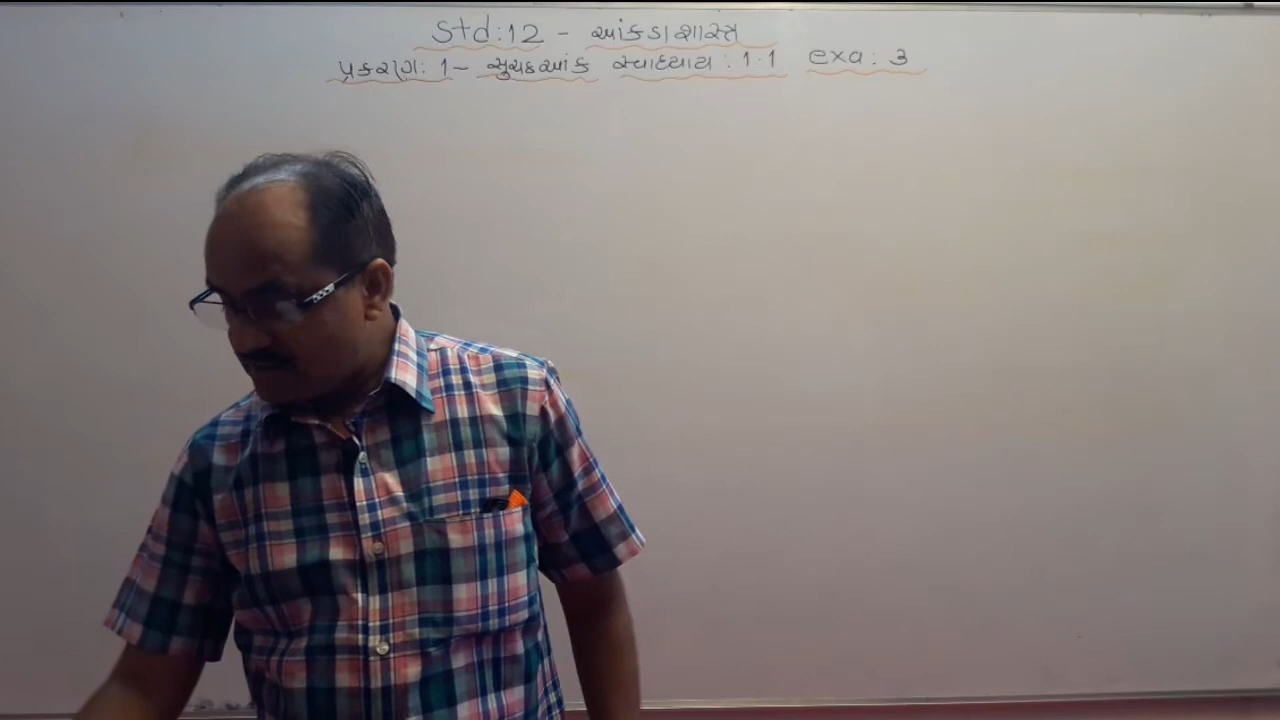 Std:12 - આંકડાશાસ્ત્ર
પ્રકરણ: 1- સુચકઆંક સ્વાધ્યાય : 1.1 exa: 3